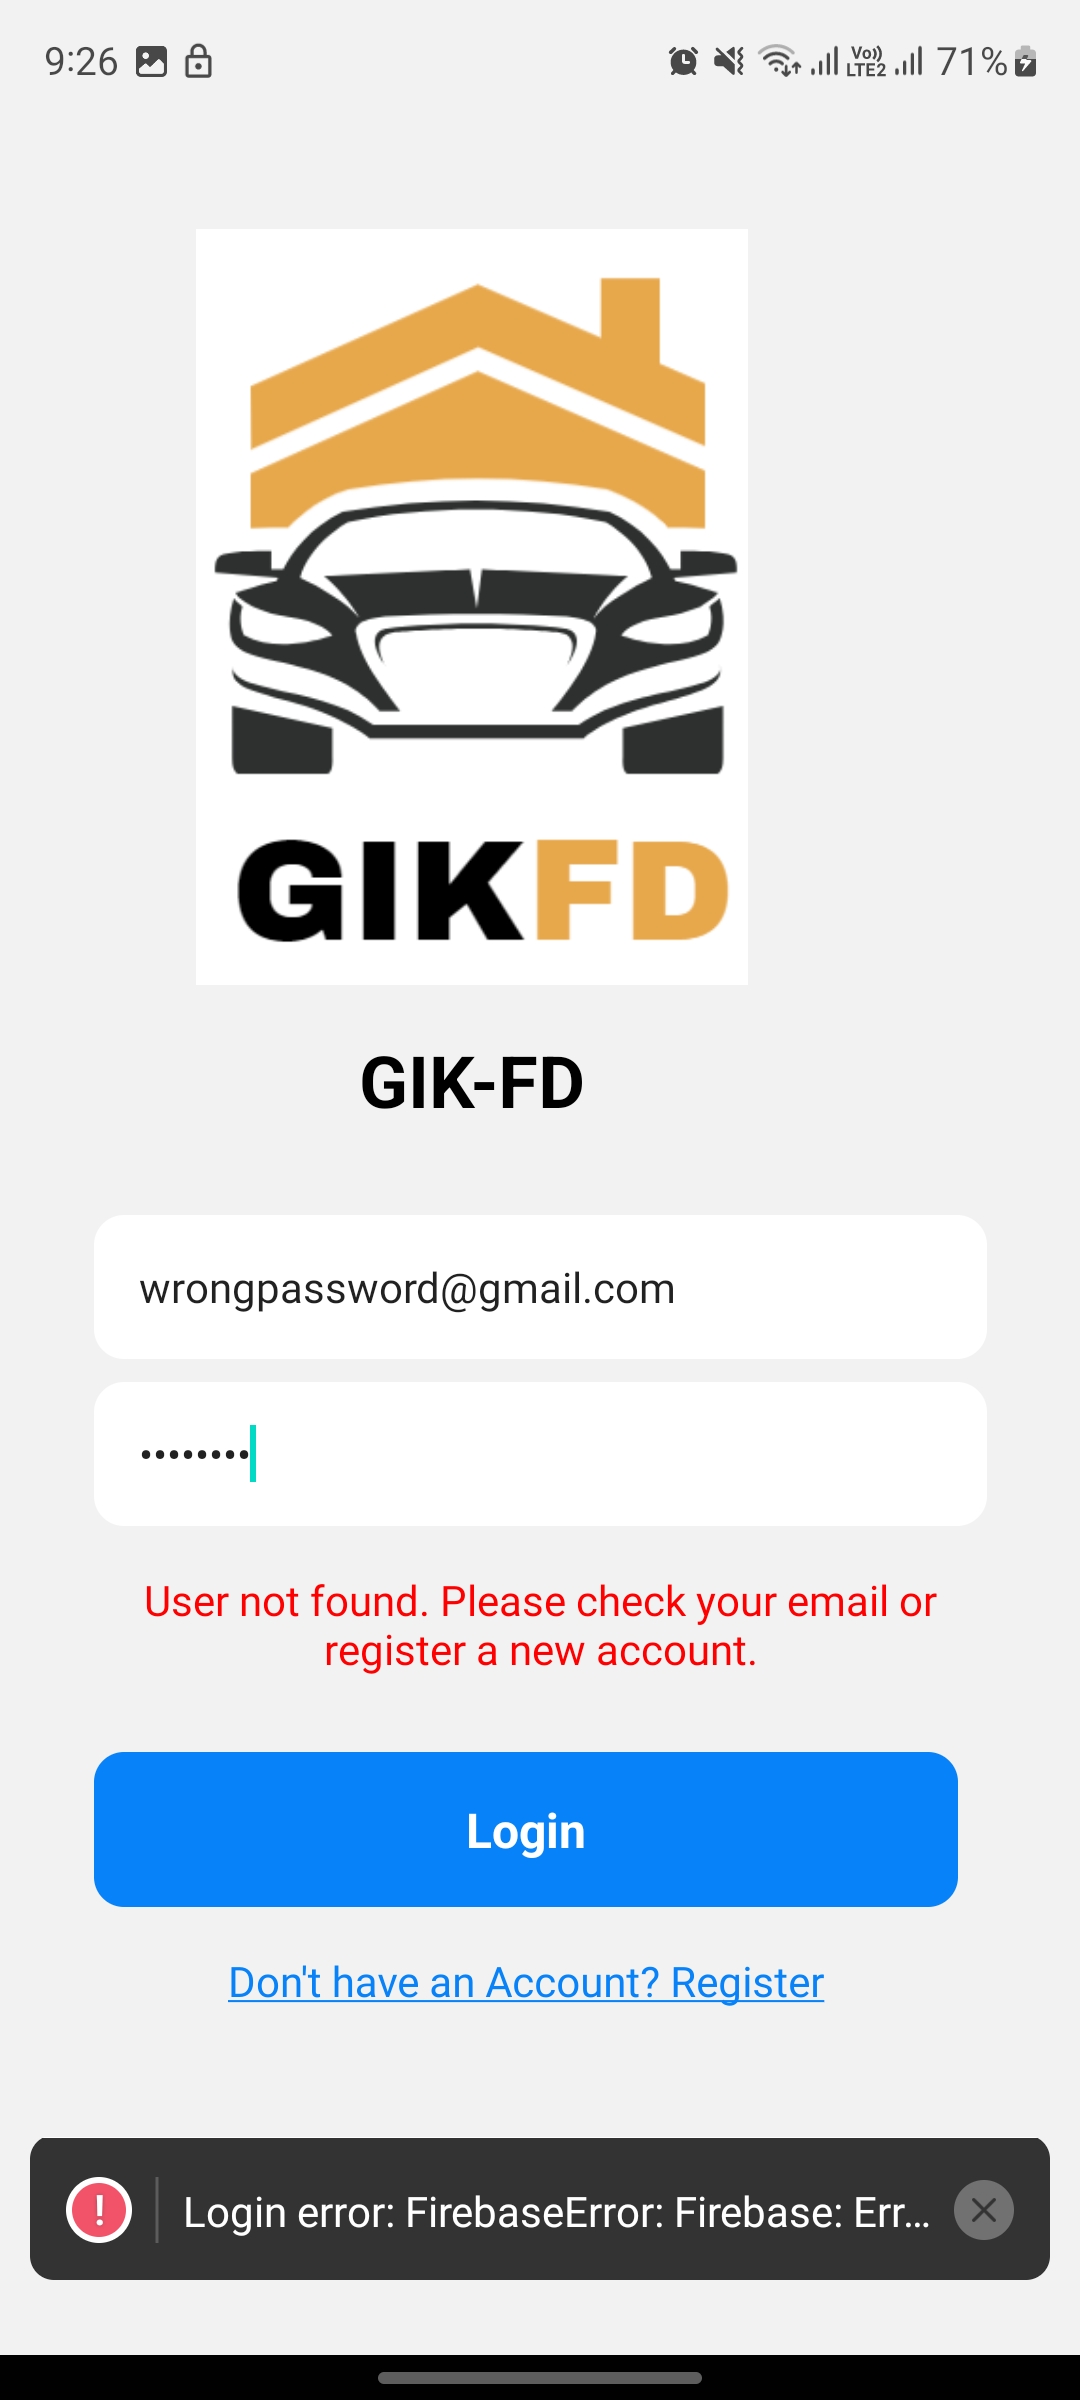 9:26
Vo)) LTE2 71%
GIKFD
GIK-FD
wrongpassword@gmail.com
••••••••
User not found. Please check your email or
register a new account.
Login
Don't have an Account? Register
! Login error: FirebaseError: Firebase: Err...